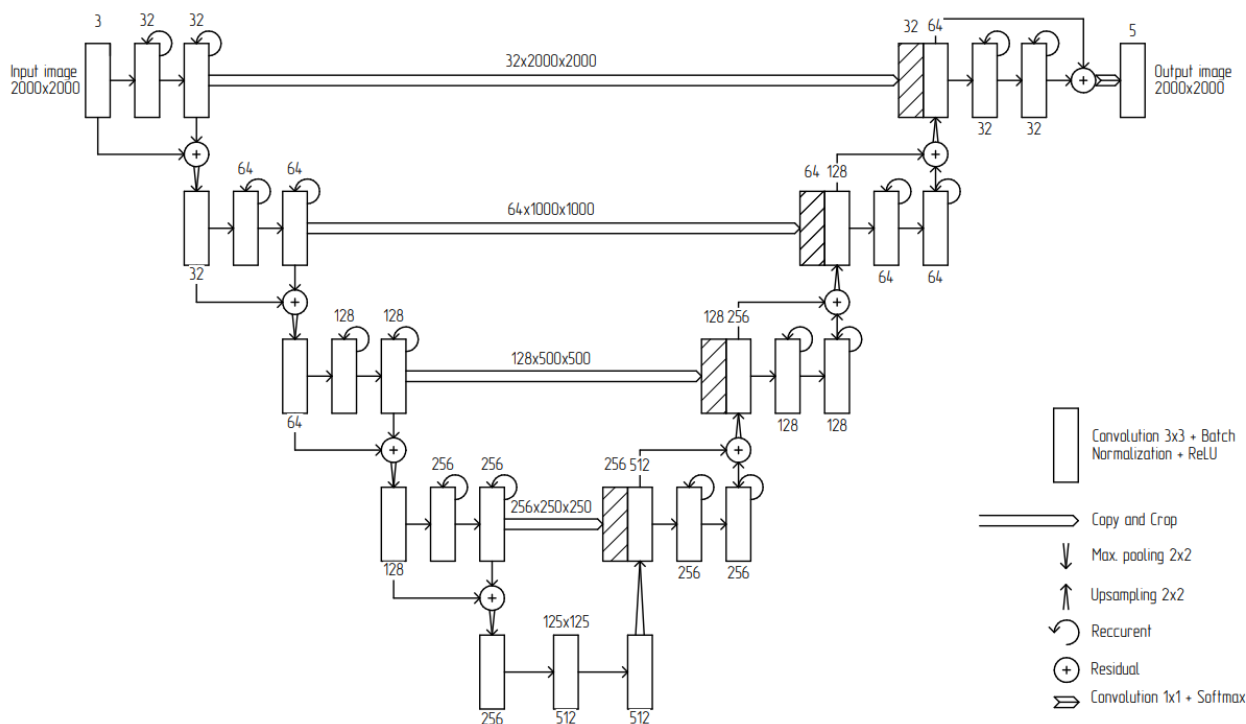 3
32
32
32
64
5
Input image
2000x2000
32x2000x2000
Output image
2000x2000
32
32
64
64
64
128
64x1000x1000
32
64
64
128
128
128
256
128x500x500
64
128
128
256
256
256
512
256x250x250
128
256
256
125x125
256
512
512
Convolution 3x3 + Batch
Normalization + ReLU
Copy and Crop
Max. pooling 2x2
Upsampling 2x2
Reccurent
Residual
Convolution 1x1 + Softmax